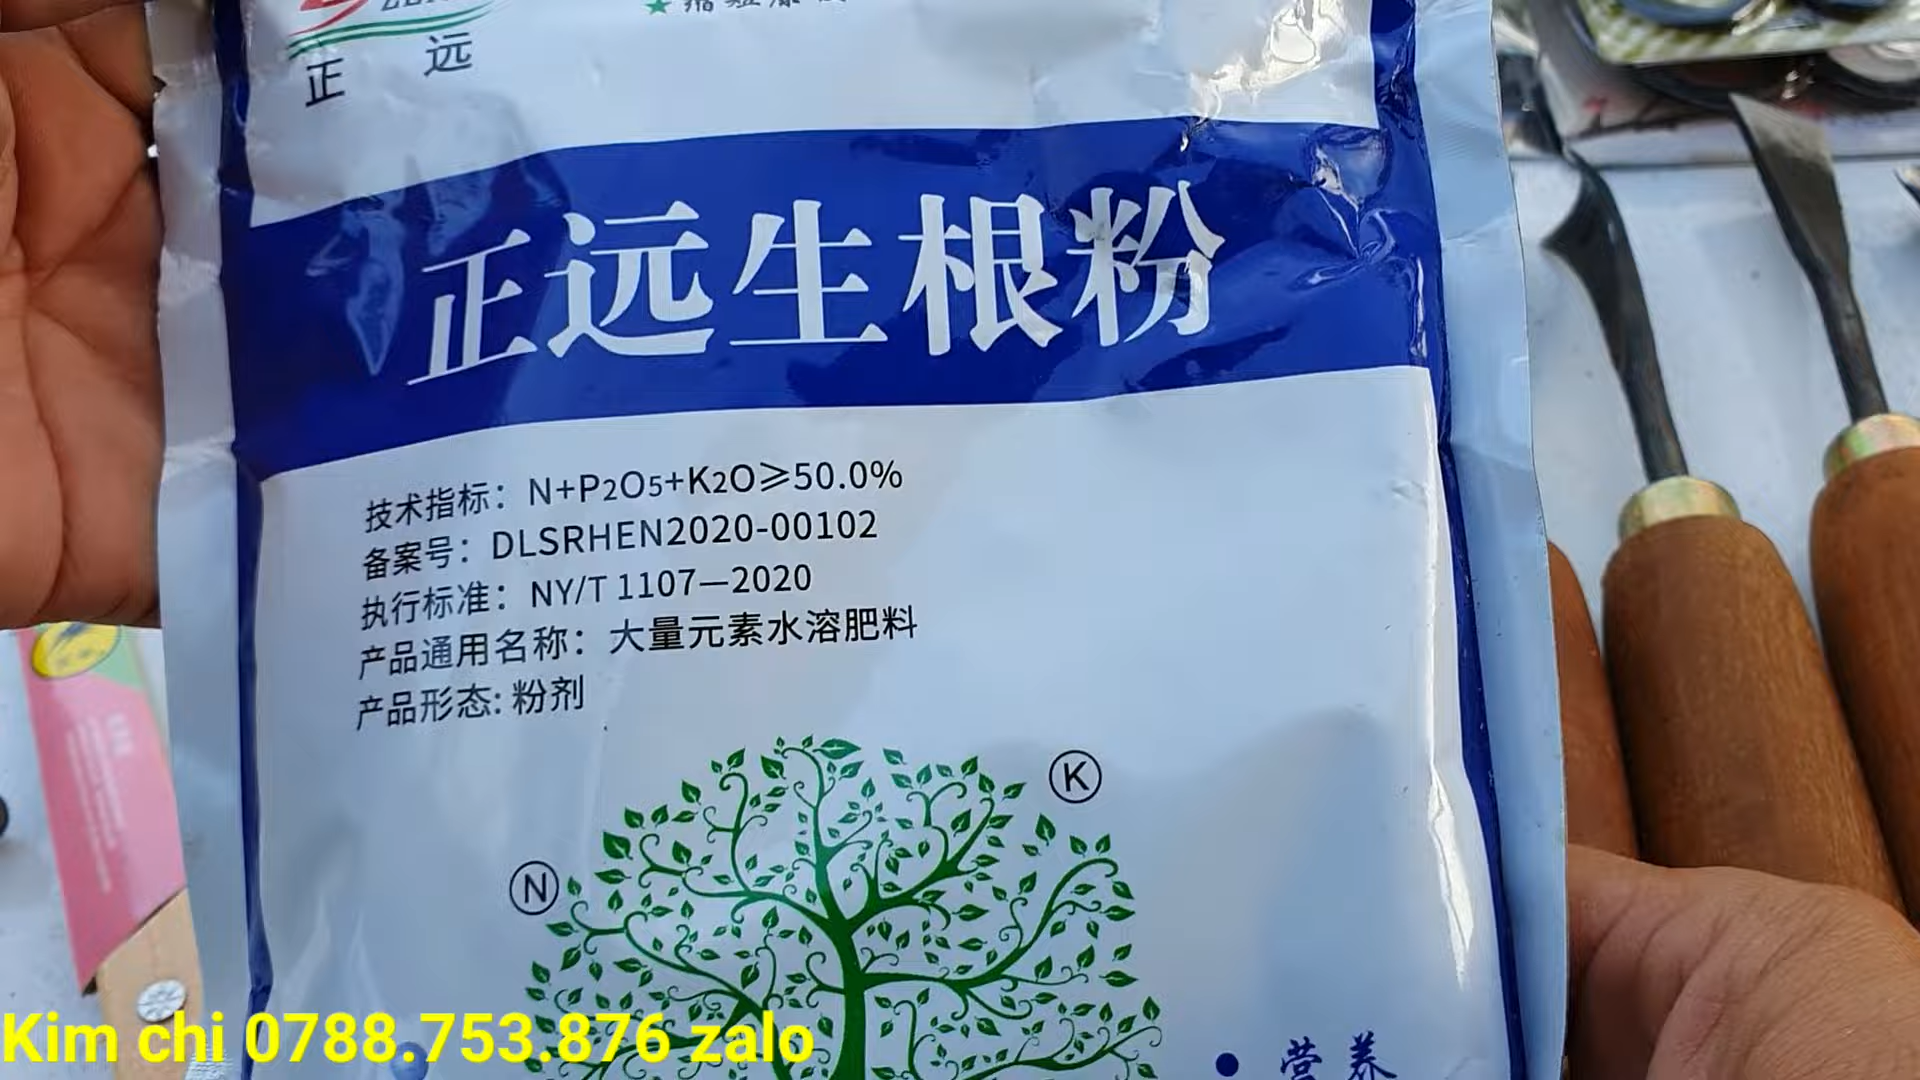 正 远
正远生根粉
技术指标：N+P2O5+K2O≥50.0%
备案号：DLSRHEN2020-00102
执行标准：NY/T 1107—2020
产品通用名称：大量元素水溶肥料
产品形态: 粉剂
K
N
• 营养
Kim chi 0788.753.876 zalo